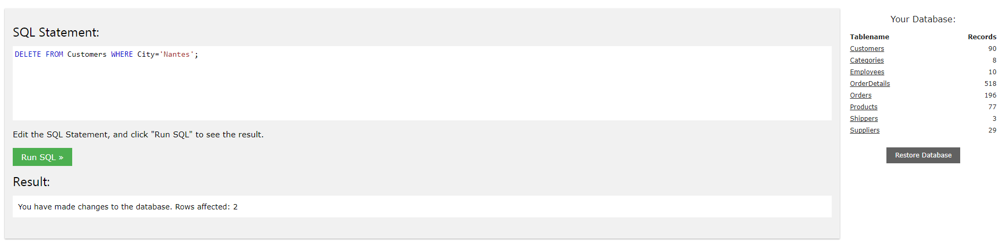 SQL Statement:
DELETE FROM Customers WHERE City='Nantes';
Edit the SQL Statement, and click "Run SQL" to see the result.
Run SQL »
Result:
You have made changes to the database. Rows affected: 2
Your Database:
Tablename Records
Customers 90
Categories 8
Employees 10
OrderDetails 518
Orders 196
Products 77
Shippers 3
Suppliers 29
Restore Database